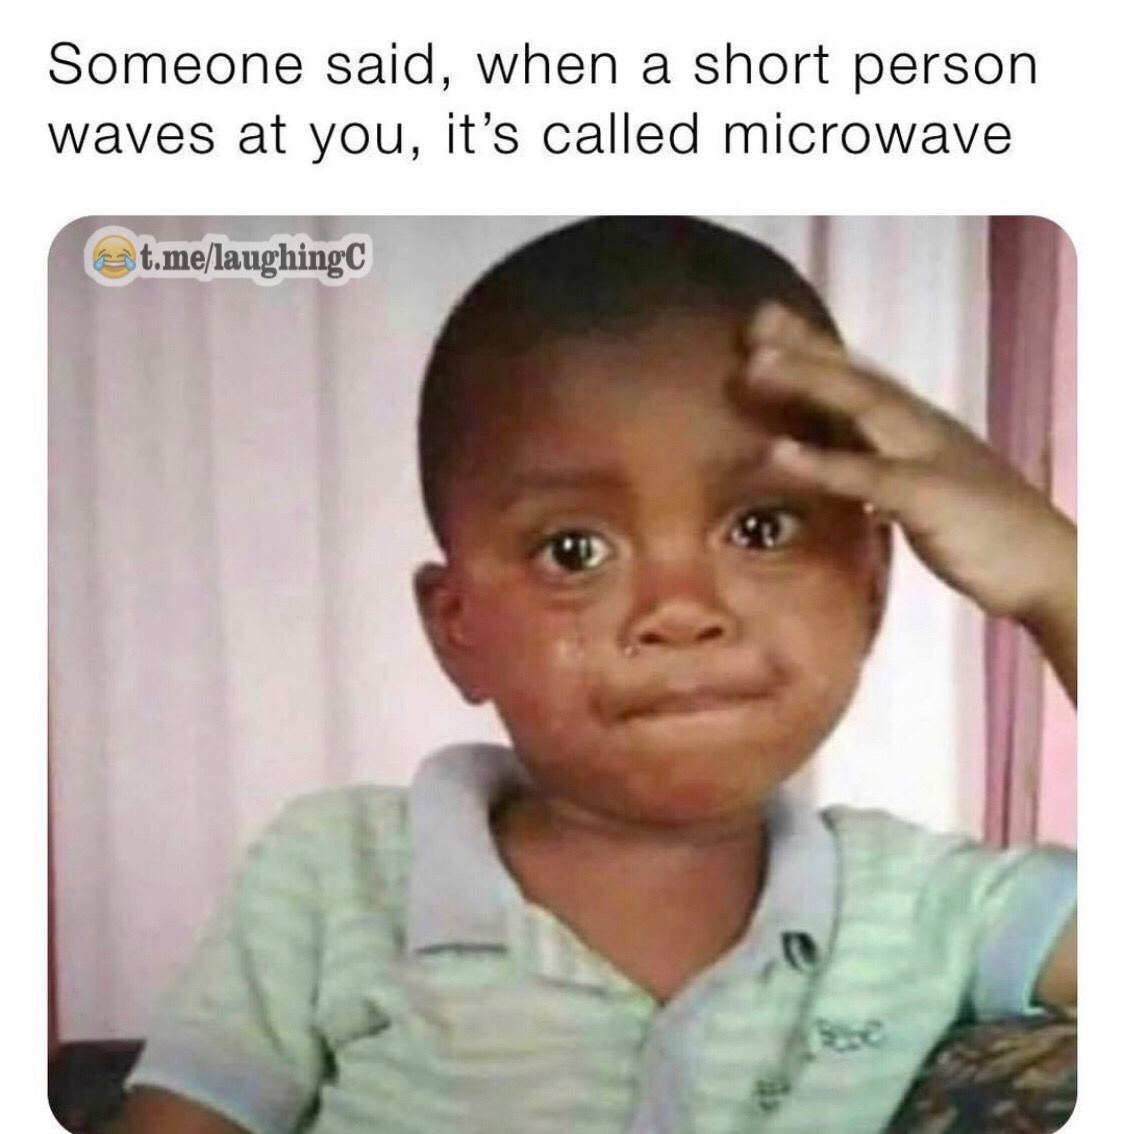 Someone said, when a short person
waves at you, it’s called microwave
😂t.me/laughingC